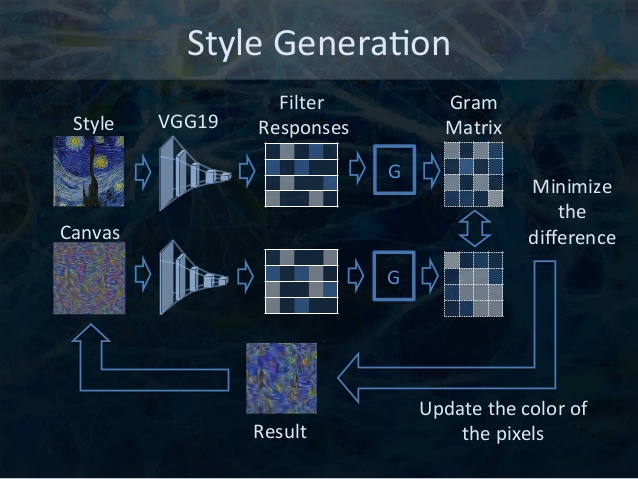 Style Generation
Style
VGG19
Filter
Responses
Gram
Matrix
G
Minimize
the
difference
Canvas
G
Result
Update the color of
the pixels